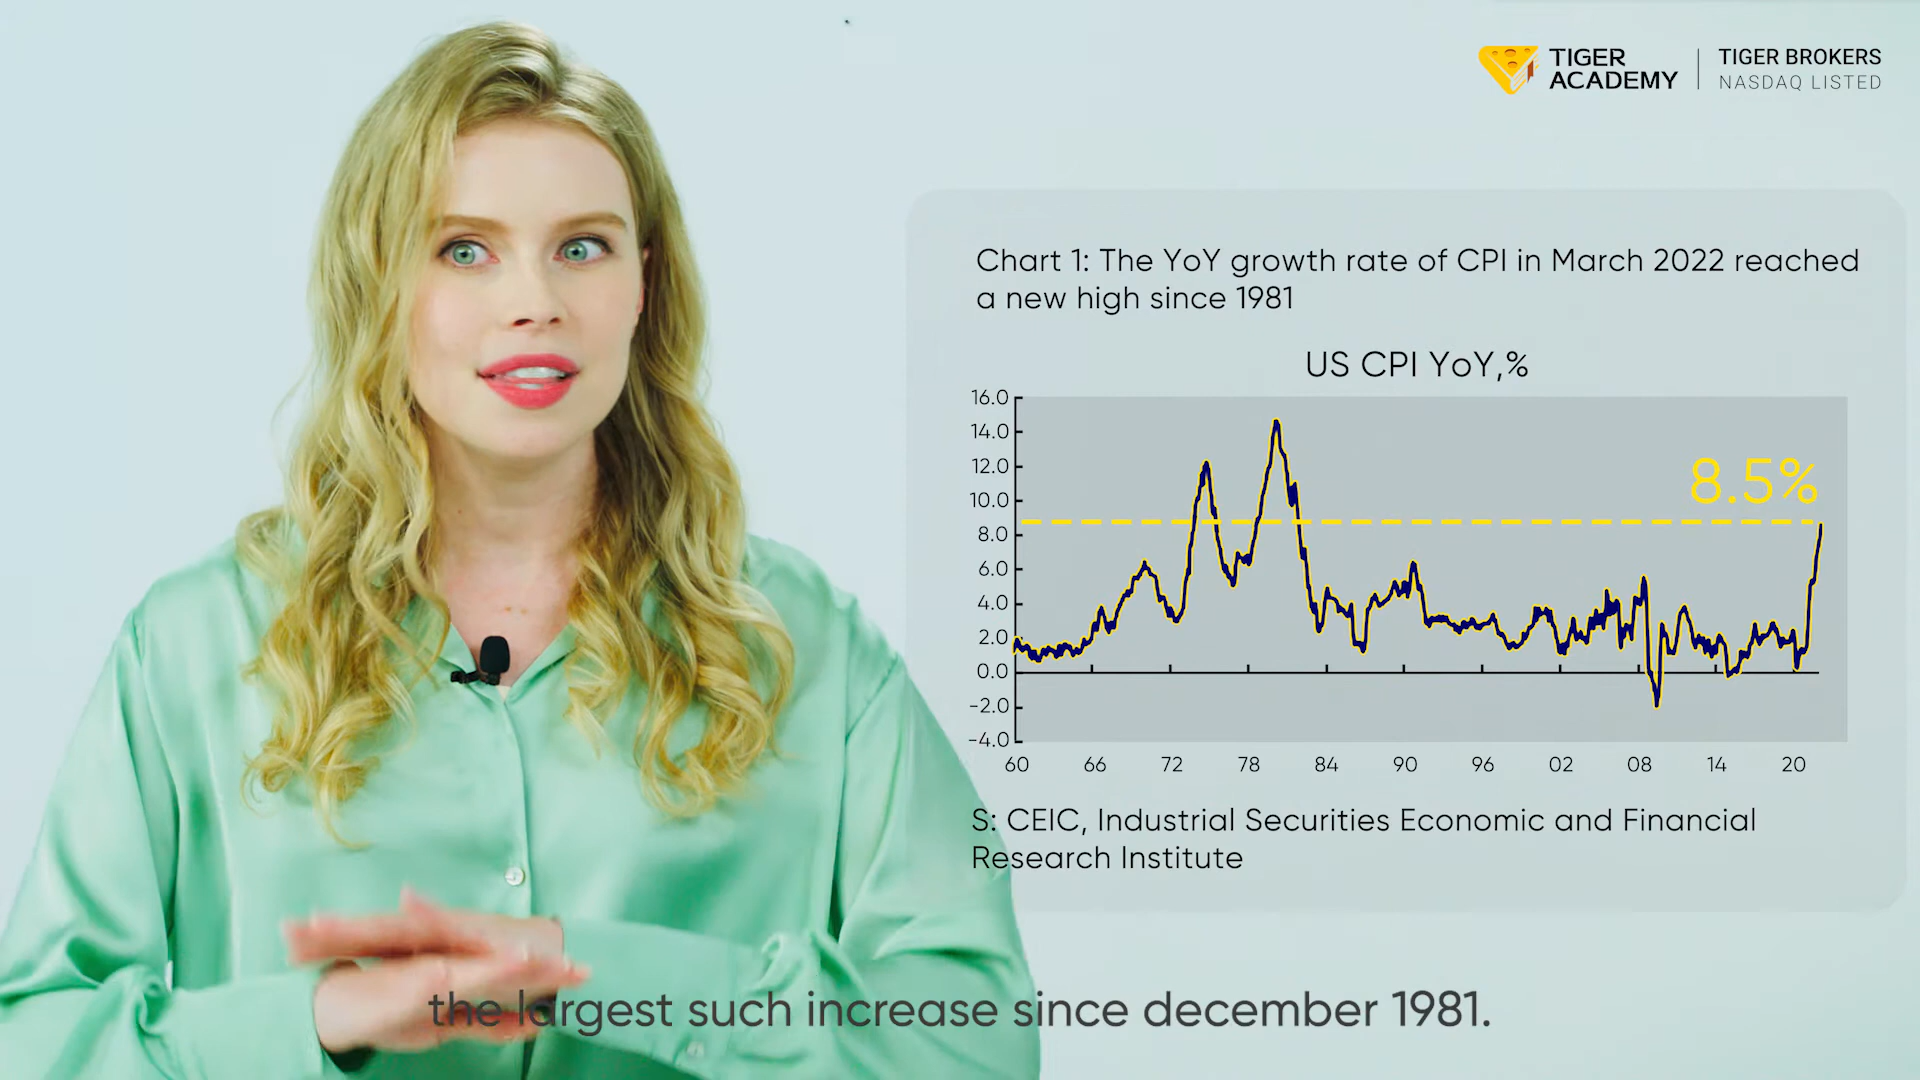 TIGER
ACADEMY
TIGER BROKERS
NASDAQ LISTED
Chart 1: The YoY growth rate of CPI in March 2022 reached
a new high since 1981
US CPI YoY,%
16.0
14.0
12.0
10.0
8.0
6.0
4.0
2.0
0.0
-2.0
-4.0
8.5%
60 66 72 78 84 90 96 02 08 14 20
S: CEIC, Industrial Securities Economic and Financial
Research Institute
the largest such increase since december 1981.